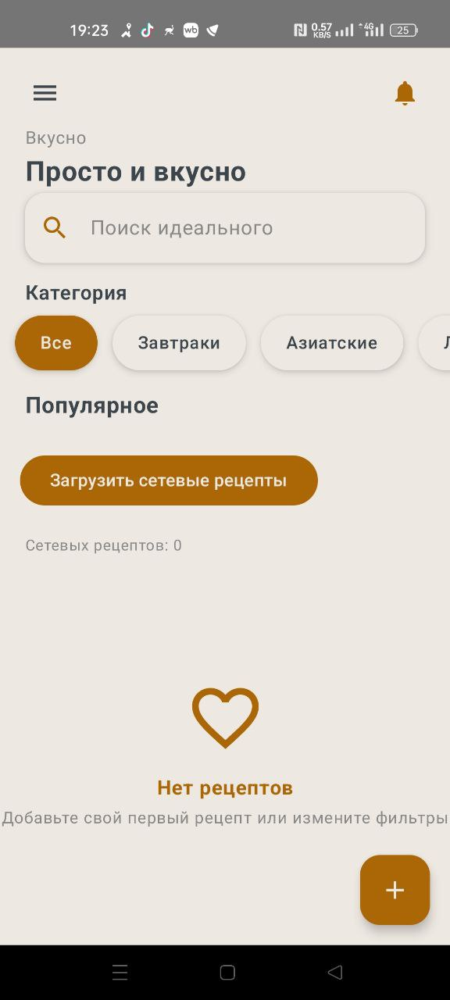 19:23 wb 0.57 KB/S 4G 25
Вкусно
Просто и вкусно
Поиск идеального
Категория
Все Завтраки Азиатские
Популярное
Загрузить сетевые рецепты
Сетевых рецептов: 0
Нет рецептов
Добавьте свой первый рецепт или измените фильтры
+